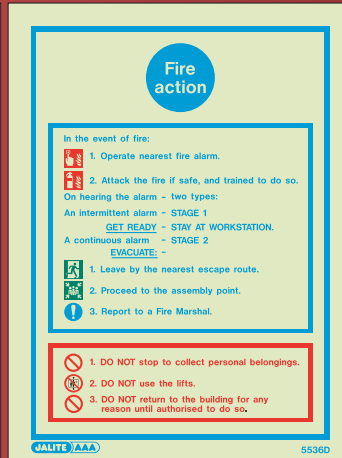 Fire
action
In the event of fire:
1. Operate nearest fire alarm.
2. Attack the fire if safe, and trained to do so.
On hearing the alarm – two types:
An intermittent alarm – STAGE 1
GET READY – STAY AT WORKSTATION.
A continuous alarm – STAGE 2
EVACUATE: –
1. Leave by the nearest escape route.
2. Proceed to the assembly point.
3. Report to a Fire Marshal.
1. DO NOT stop to collect personal belongings.
2. DO NOT use the lifts.
3. DO NOT return to the building for any
reason until authorised to do so.
JALITE AAA
5536D